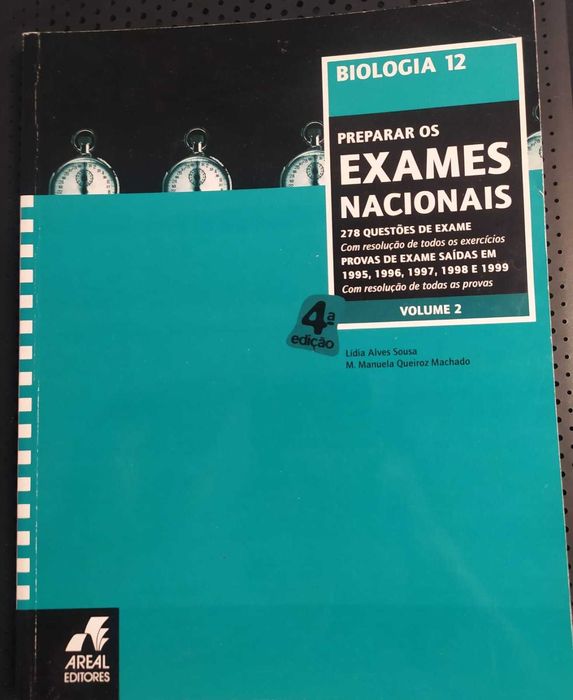 BIOLOGIA 12
PREPARAR OS
EXAMES
NACIONAIS
278 QUESTÕES DE EXAME
Com resolução de todos os exercícios
PROVAS DE EXAME SAÍDAS EM
1995, 1996, 1997, 1998 E 1999
Com resolução de todas as provas
VOLUME 2
4.ª
edição
Lídia Alves Sousa
M. Manuela Queiroz Machado
AREAL
EDITORES